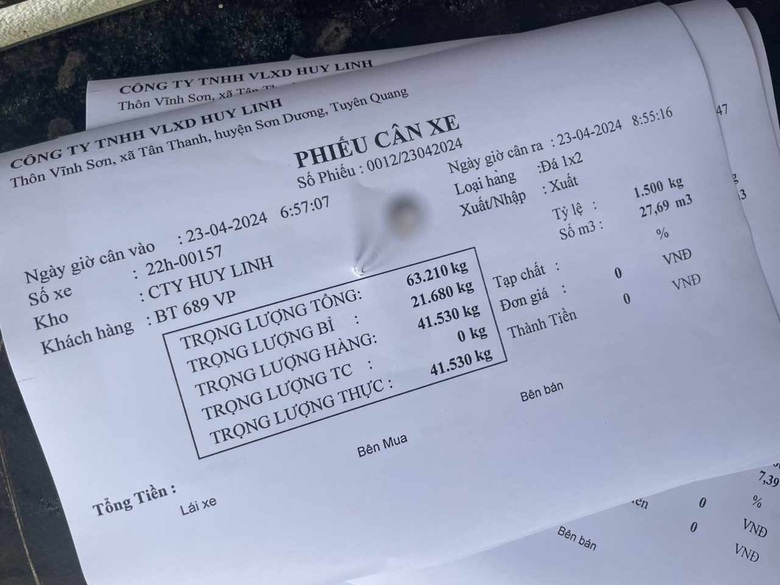 CÔNG TY TNHH VLXD HUY LINH
Thôn Vĩnh Sơn, xã Tân Thanh
CÔNG TY TNHH VLXD HUY LINH
Thôn Vĩnh Sơn, xã Tân Thanh, huyện Sơn Dương, Tuyên Quang
PHIẾU CÂN XE
Số Phiếu : 0012/23042024
Ngày giờ cân vào : 23-04-2024 6:57:07
Ngày giờ cân ra : 23-04-2024 8:55:16
Số xe : 22h-00157
Loại hàng : Đá 1x2
Kho : CTY HUY LINH
Xuất/Nhập : Xuất
Khách hàng : BT 689 VP
Tỷ lệ : 1.500 kg
Số m3 : 27,69 m3
TRỌNG LƯỢNG TỔNG: 63.210 kg
TRỌNG LƯỢNG BÌ : 21.680 kg
TRỌNG LƯỢNG HÀNG: 41.530 kg
TRỌNG LƯỢNG TC : 0 kg
TRỌNG LƯỢNG THỰC : 41.530 kg
Tạp chất : %
Đơn giá : 0 VNĐ
Thành Tiền 0 VNĐ
Tổng Tiền :
Lái xe
Bên Mua
Bên bán
47
7,39
0 %
0 VNĐ
VNĐ
Bên bán